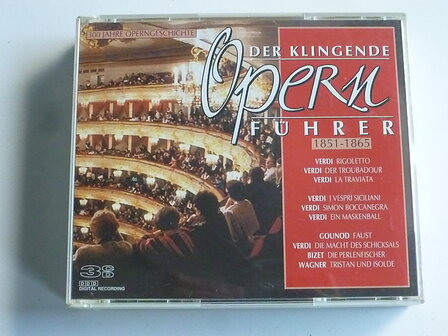 300 JAHRE OPERNGESCHICHTE
DER KLINGENDE
Opern
FÜHRER
1851-1865
VERDI RIGOLETTO
VERDI DER TROUBADOUR
VERDI LA TRAVIATA
VERDI I VESPRI SICILIANI
VERDI SIMON BOCCANEGRA
VERDI EIN MASKENBALL
GOUNOD FAUST
VERDI DIE MACHT DES SCHICKSALS
BIZET DIE PERLENFISCHER
WAGNER TRISTAN UND ISOLDE
3 CD
DDD
DIGITAL RECORDING